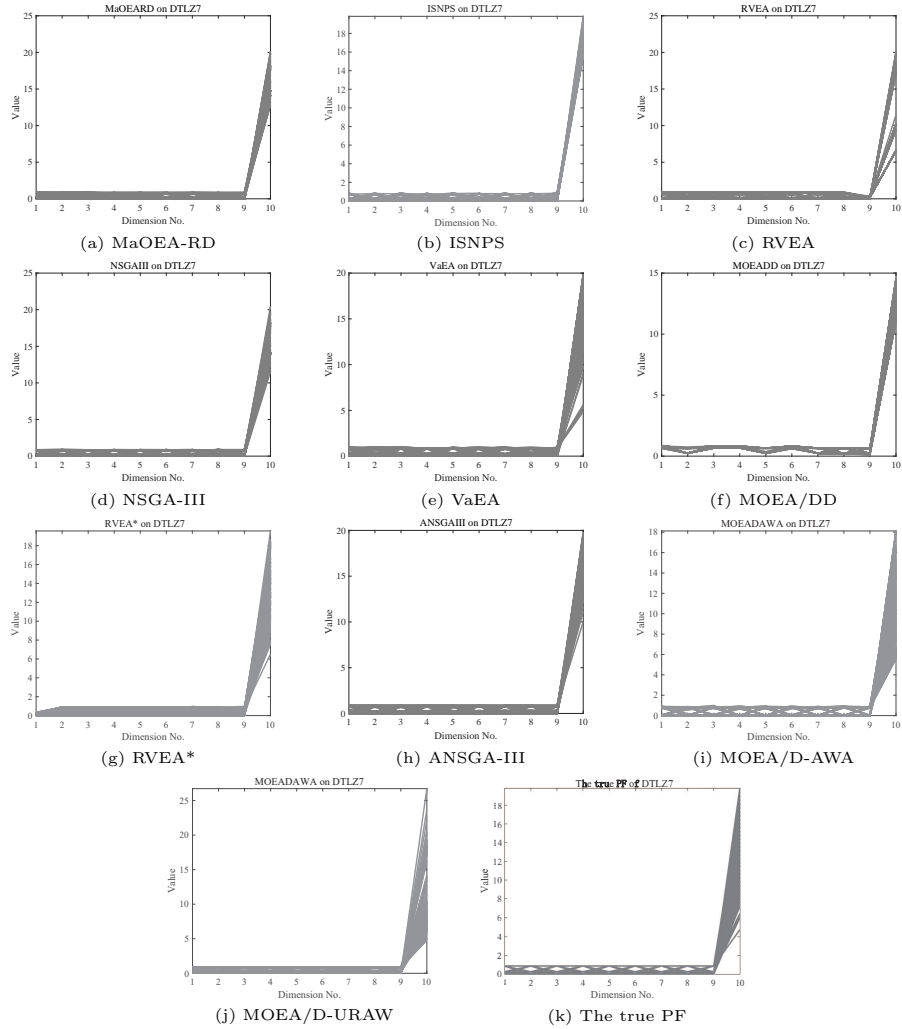 MaOEARD on DTLZ7
Value
25
20
15
10
5
0
1 2 3 4 5 6 7 8 9 10
Dimension No.
(a) MaOEA-RD
ISNPS on DTLZ7
Value
18
16
14
12
10
8
6
4
2
0
1 2 3 4 5 6 7 8 9 10
Dimension No.
(b) ISNPS
RVEA on DTLZ7
Value
25
20
15
10
5
0
1 2 3 4 5 6 7 8 9 10
Dimension No.
(c) RVEA
NSGAIII on DTLZ7
Value
25
20
15
10
5
0
1 2 3 4 5 6 7 8 9 10
Dimension No.
(d) NSGA-III
VaEA on DTLZ7
Value
20
15
10
5
0
1 2 3 4 5 6 7 8 9 10
Dimension No.
(e) VaEA
MOEADD on DTLZ7
Value
15
10
5
0
1 2 3 4 5 6 7 8 9 10
Dimension No.
(f) MOEA/DD
RVEA* on DTLZ7
Value
18
16
14
12
10
8
6
4
2
0
1 2 3 4 5 6 7 8 9 10
Dimension No.
(g) RVEA*
ANSGAIII on DTLZ7
Value
20
15
10
5
0
1 2 3 4 5 6 7 8 9 10
Dimension No.
(h) ANSGA-III
MOEADAWA on DTLZ7
Value
18
16
14
12
10
8
6
4
2
0
1 2 3 4 5 6 7 8 9 10
Dimension No.
(i) MOEA/D-AWA
MOEADAWA on DTLZ7
Value
25
20
15
10
5
0
1 2 3 4 5 6 7 8 9 10
Dimension No.
(j) MOEA/D-URAW
The true PF of DTLZ7
Value
18
16
14
12
10
8
6
4
2
0
1 2 3 4 5 6 7 8 9 10
Dimension No.
(k) The true PF